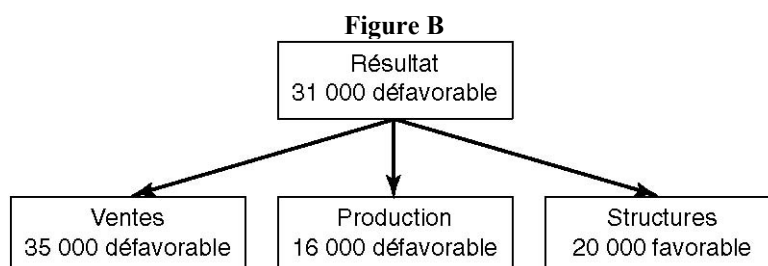 Figure B
Résultat
31 000 défavorable
Ventes
35 000 défavorable
Production
16 000 défavorable
Structures
20 000 favorable